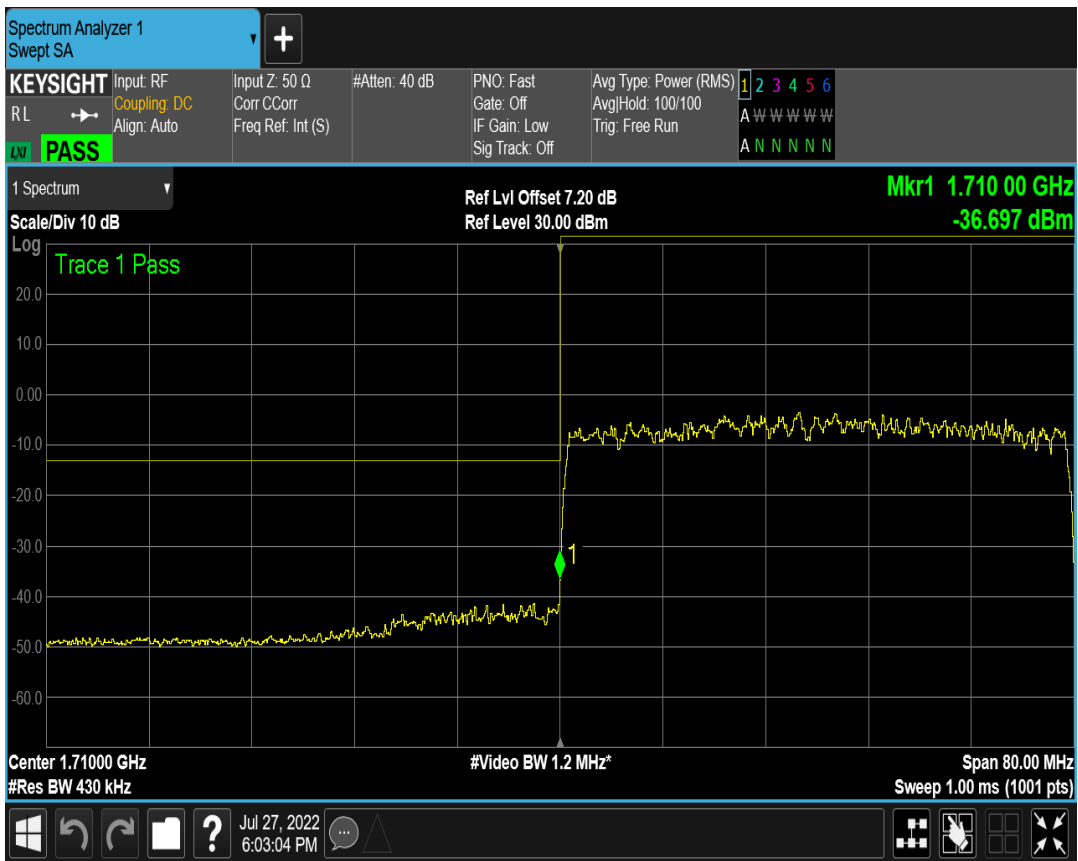 Spectrum Analyzer 1
Swept SA
+
KEYSIGHT
RL
LXI PASS
Input: RF
Coupling: DC
Align: Auto
Input Z: 50 Ω
Corr CCorr
Freq Ref: Int (S)
#Atten: 40 dB
PNO: Fast
Gate: Off
IF Gain: Low
Sig Track: Off
Avg Type: Power (RMS)
Avg|Hold: 100/100
Trig: Free Run
1 2 3 4 5 6
A W W W W W
A N N N N N
1 Spectrum
Scale/Div 10 dB
Ref Lvl Offset 7.20 dB
Ref Level 30.00 dBm
Mkr1 1.710 00 GHz
-36.697 dBm
Log
Trace 1 Pass
20.0
10.0
0.00
-10.0
-20.0
-30.0
-40.0
-50.0
-60.0
1
Center 1.71000 GHz
#Res BW 430 kHz
#Video BW 1.2 MHz*
Span 80.00 MHz
Sweep 1.00 ms (1001 pts)
?
Jul 27, 2022
6:03:04 PM